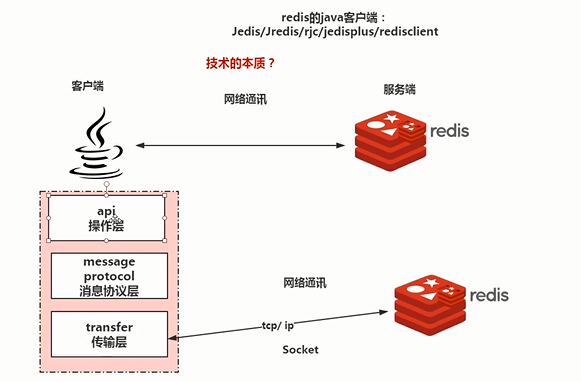 redis的java客户端：
Jedis/Jredis/rjc/jedisplus/redisclient
技术的本质？
客户端
服务端
网络通讯
redis
api
操作层
message
protocol
消息协议层
网络通讯
redis
transfer
传输层
tcp/ ip
Socket